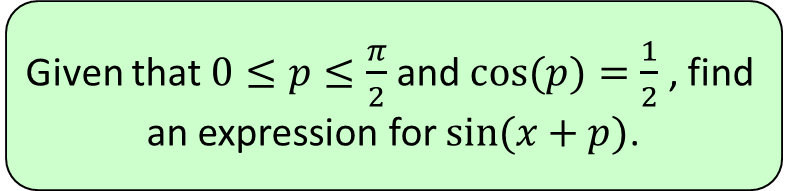 Given that 0 ≤ p ≤ π/2 and cos(p) = 1/2 , find
an expression for sin(x + p).